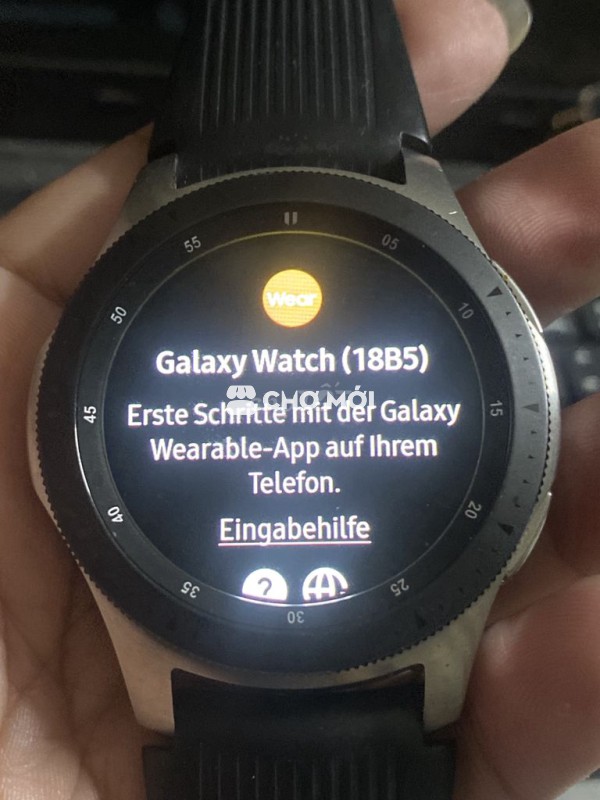 55
05
50
10
45
15
40
20
35
25
30
Wear
Galaxy Watch (18B5)
CHỢ MỚI
Erste Schritte mit der Galaxy
Wearable-App auf Ihrem
Telefon.
Eingabehilfe
?